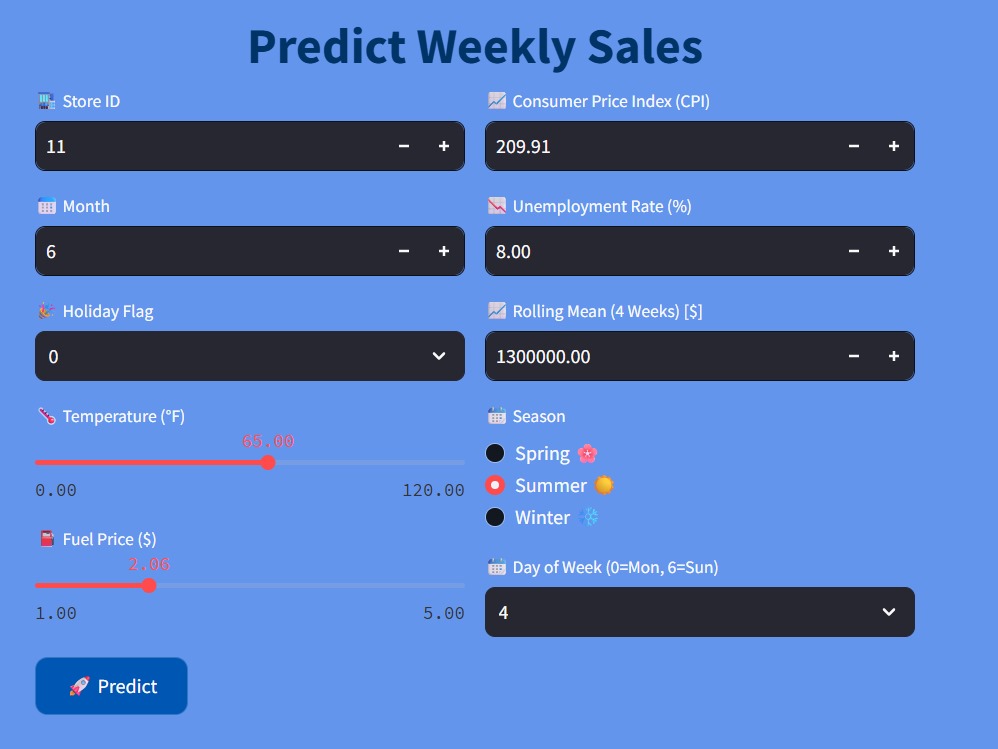 Predict Weekly Sales
Store ID
11
Month
6
Holiday Flag
0
Temperature (°F)
65.00
0.00 120.00
Fuel Price ($)
2.06
1.00 5.00
Consumer Price Index (CPI)
209.91
Unemployment Rate (%)
8.00
Rolling Mean (4 Weeks) [$]
1300000.00
Season
Spring
Summer
Winter
Day of Week (0=Mon, 6=Sun)
4
Predict